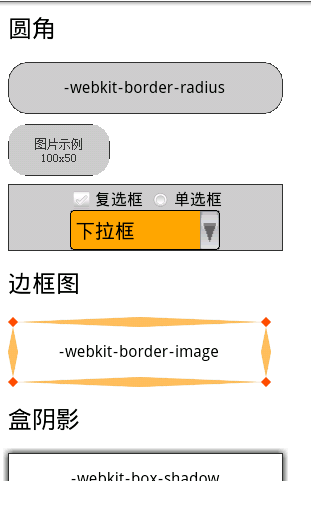 圆角
-webkit-border-radius
图片示例
100x50
复选框 单选框
下拉框
边框图
-webkit-border-image
盒阴影
-webkit-box-shadow